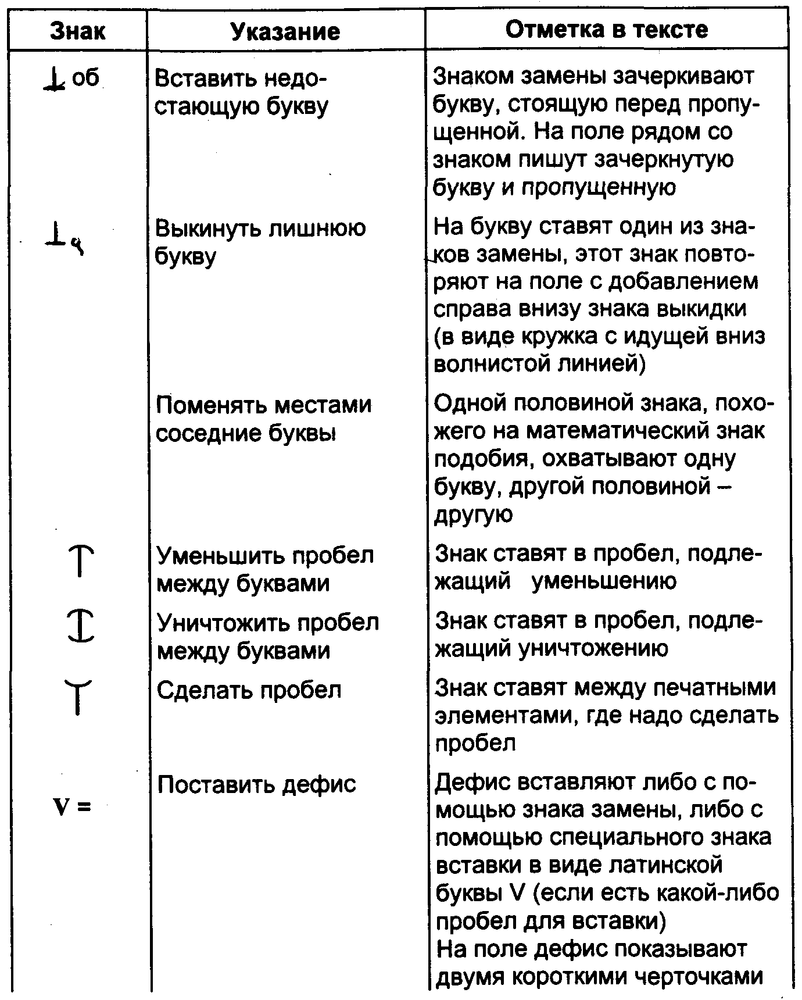 Знак Указание Отметка в тексте
об Вставить недо- Знаком замены зачеркивают
стающую букву букву, стоящую перед пропу-
щенной. На поле рядом со
знаком пишут зачеркнутую
букву и пропущенную
Выкинуть лишнюю На букву ставят один из зна-
букву ков замены, этот знак повто-
ряют на поле с добавлением
справа внизу знака выкидки
(в виде кружка с идущей вниз
волнистой линией)
Поменять местами Одной половиной знака, похо-
соседние буквы жего на математический знак
подобия, охватывают одну
букву, другой половиной –
другую
Уменьшить пробел Знак ставят в пробел, подле-
между буквами жащий уменьшению
Уничтожить пробел Знак ставят в пробел, подле-
между буквами жащий уничтожению
Сделать пробел Знак ставят между печатными
элементами, где надо сделать
пробел
Поставить дефис Дефис вставляют либо с по-
V = мощью знака замены, либо с
помощью специального знака
вставки в виде латинской
буквы V (если есть какой-либо
пробел для вставки)
На поле дефис показывают
двумя короткими черточками